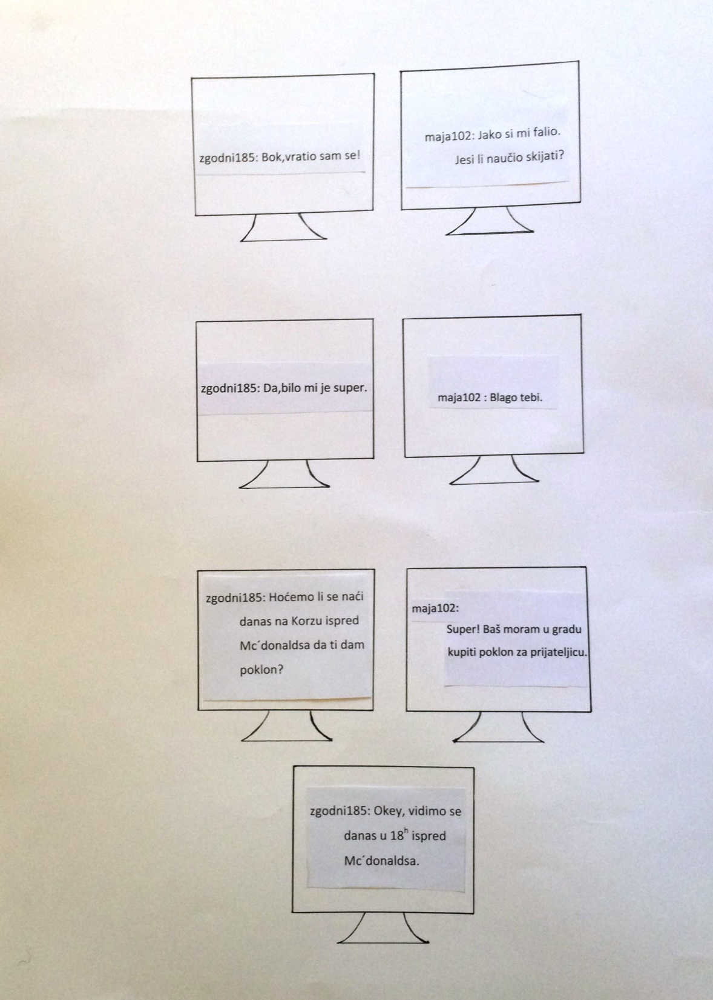 zgodni185: Bok,vratio sam se!
maja102: Jako si mi falio.
Jesi li naučio skijati?
zgodni185: Da,bilo mi je super.
maja102 : Blago tebi.
zgodni185: Hoćemo li se naći
danas na Korzu ispred
Mc´donaldsa da ti dam
poklon?
maja102:
Super! Baš moram u gradu
kupiti poklon za prijateljicu.
zgodni185: Okey, vidimo se
danas u 18ʰ ispred
Mc´donaldsa.